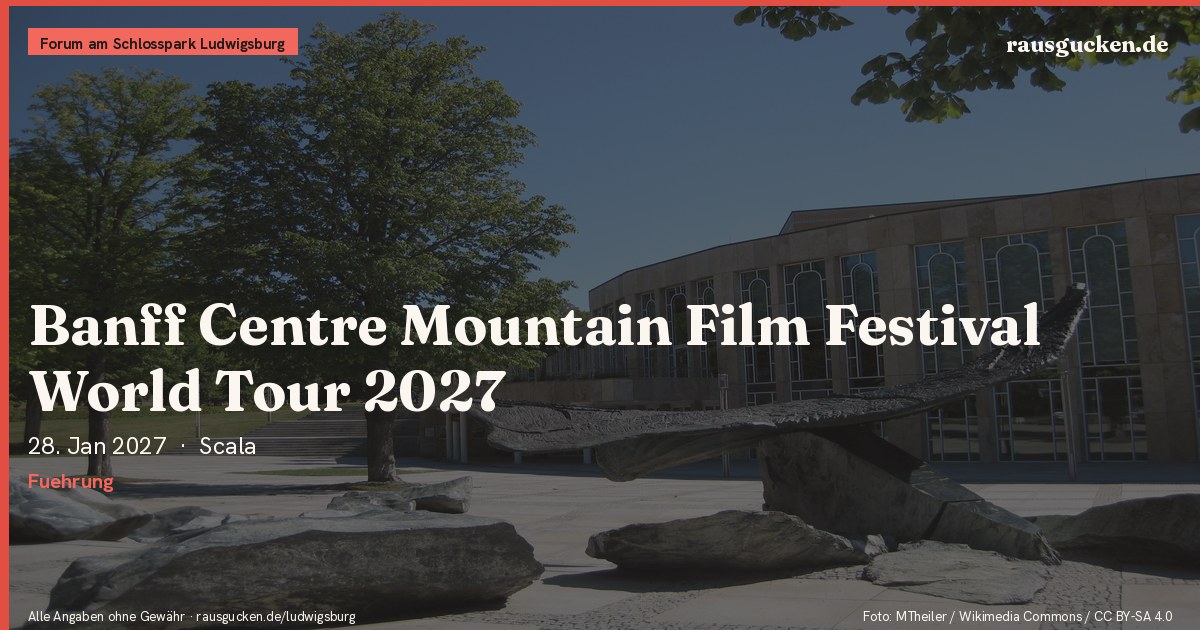 Forum am Schlosspark Ludwigsburg
rausgucken.de
Banff Centre Mountain Film Festival
World Tour 2027
28. Jan 2027 · Scala
Fuehrung
Alle Angaben ohne Gewähr · rausgucken.de/ludwigsburg
Foto: MTheiler / Wikimedia Commons / CC BY-SA 4.0